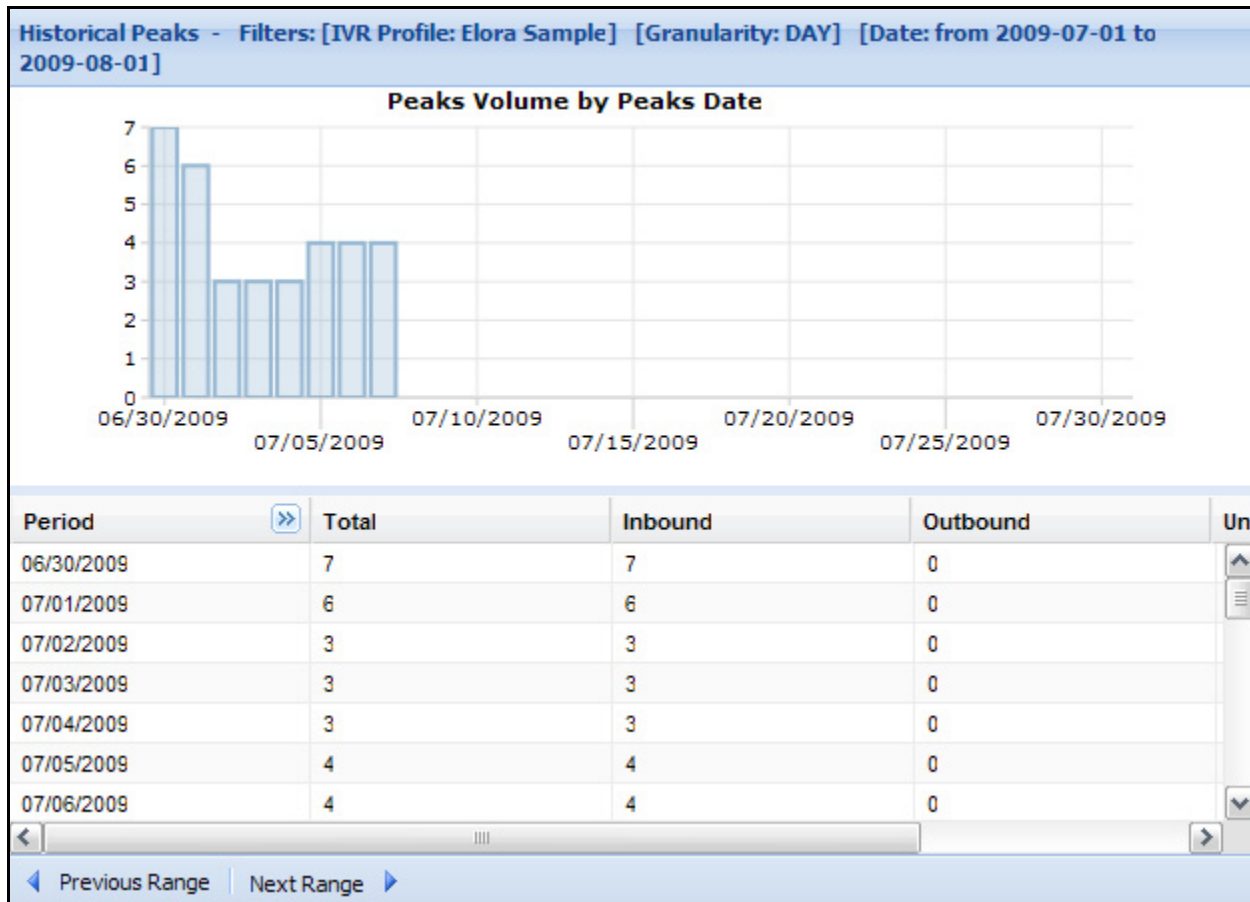 Historical Peaks - Filters: [IVR Profile: Elora Sample] [Granularity: DAY] [Date: from 2009-07-01 to
2009-08-01]
Peaks Volume by Peaks Date
7
6
5
4
3
2
1
0
06/30/2009 07/10/2009 07/20/2009 07/30/2009
07/05/2009 07/15/2009 07/25/2009
Period Total Inbound Outbound Un
06/30/2009 7 7 0
07/01/2009 6 6 0
07/02/2009 3 3 0
07/03/2009 3 3 0
07/04/2009 3 3 0
07/05/2009 4 4 0
07/06/2009 4 4 0
Previous Range Next Range